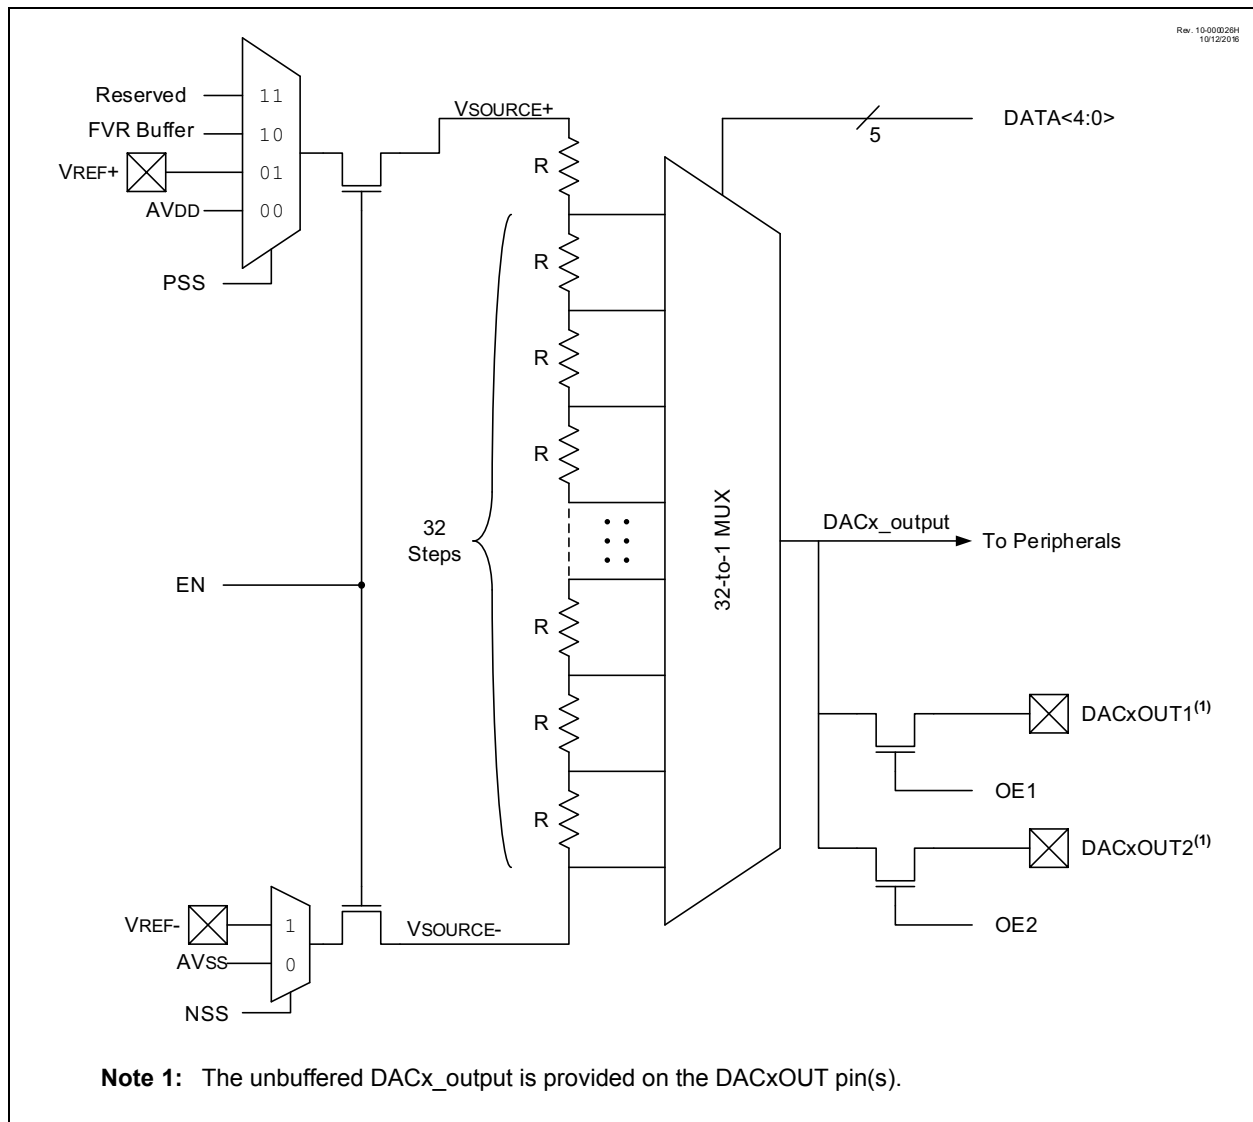 Rev. 10-000026H
10/12/2016
Reserved
11
FVR Buffer
10
VREF+
01
AVDD
00
PSS
VSOURCE+
R
R
R
R
32
Steps
R
R
R
EN
DATA<4:0>
5
32-to-1 MUX
DACx_output
To Peripherals
DACxOUT1(1)
OE1
DACxOUT2(1)
OE2
VREF-
1
AVSS
0
NSS
VSOURCE-
Note 1: The unbuffered DACx_output is provided on the DACxOUT pin(s).